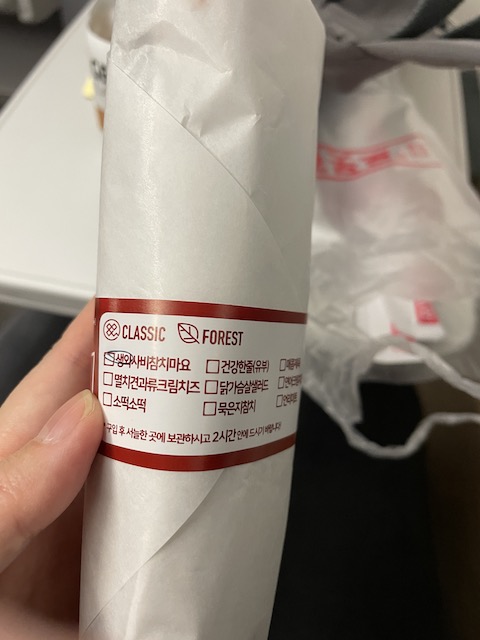 CLASSIC FOREST
생와사비참치마요 건강한줄(유부)
멸치견과류크림치즈 닭가슴살샐러드
소떡소떡 묵은지참치
구입 후 서늘한 곳에 보관하시고 2시간 안에 드시기 바랍니다!